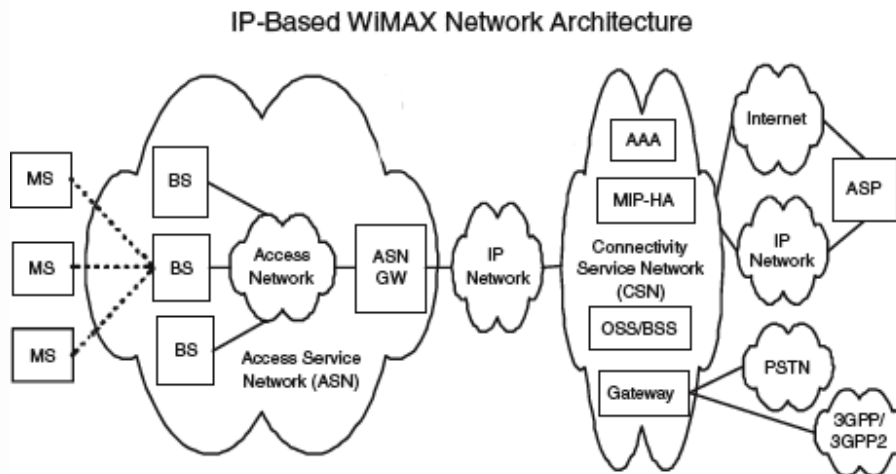 IP-Based WiMAX Network Architecture
MS
MS
MS
BS
BS
BS
Access
Network
ASN
GW
Access Service
Network (ASN)
IP
Network
AAA
MIP-HA
Connectivity
Service Network
(CSN)
OSS/BSS
Gateway
Internet
IP
Network
ASP
PSTN
3GPP/
3GPP2